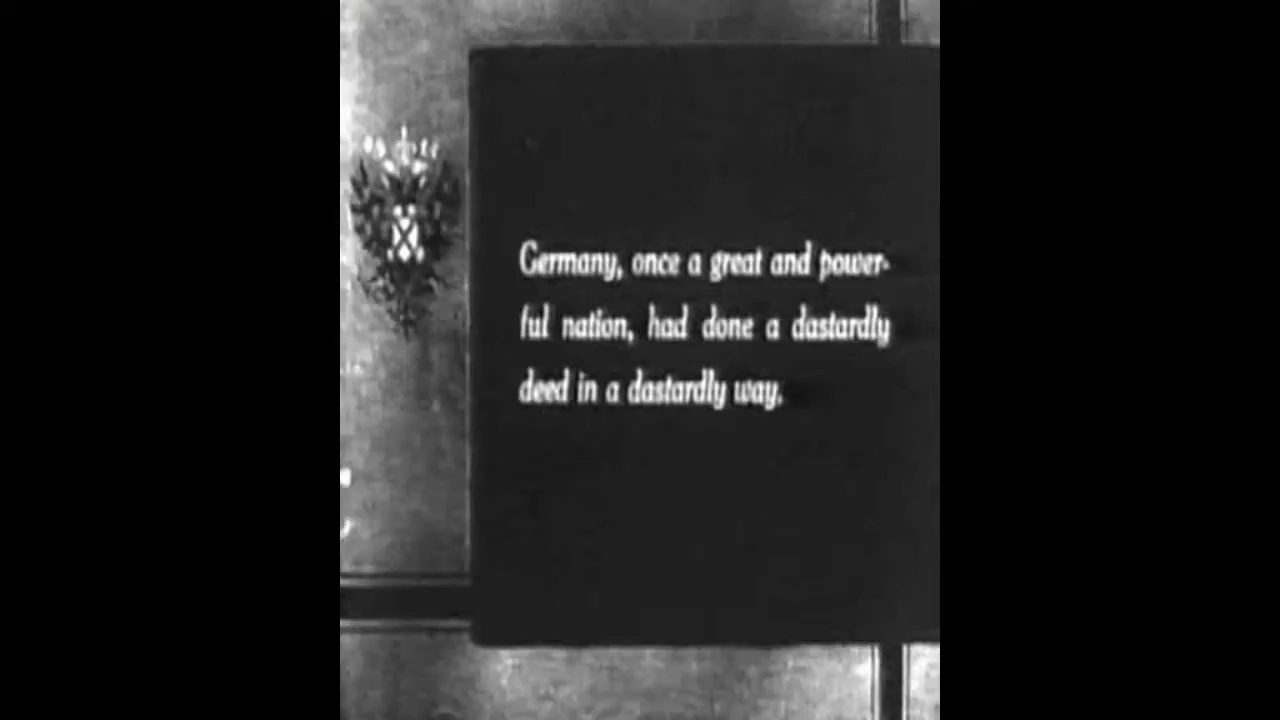 Germany, once a great and power-
ful nation, had done a dastardly
deed in a dastardly way.